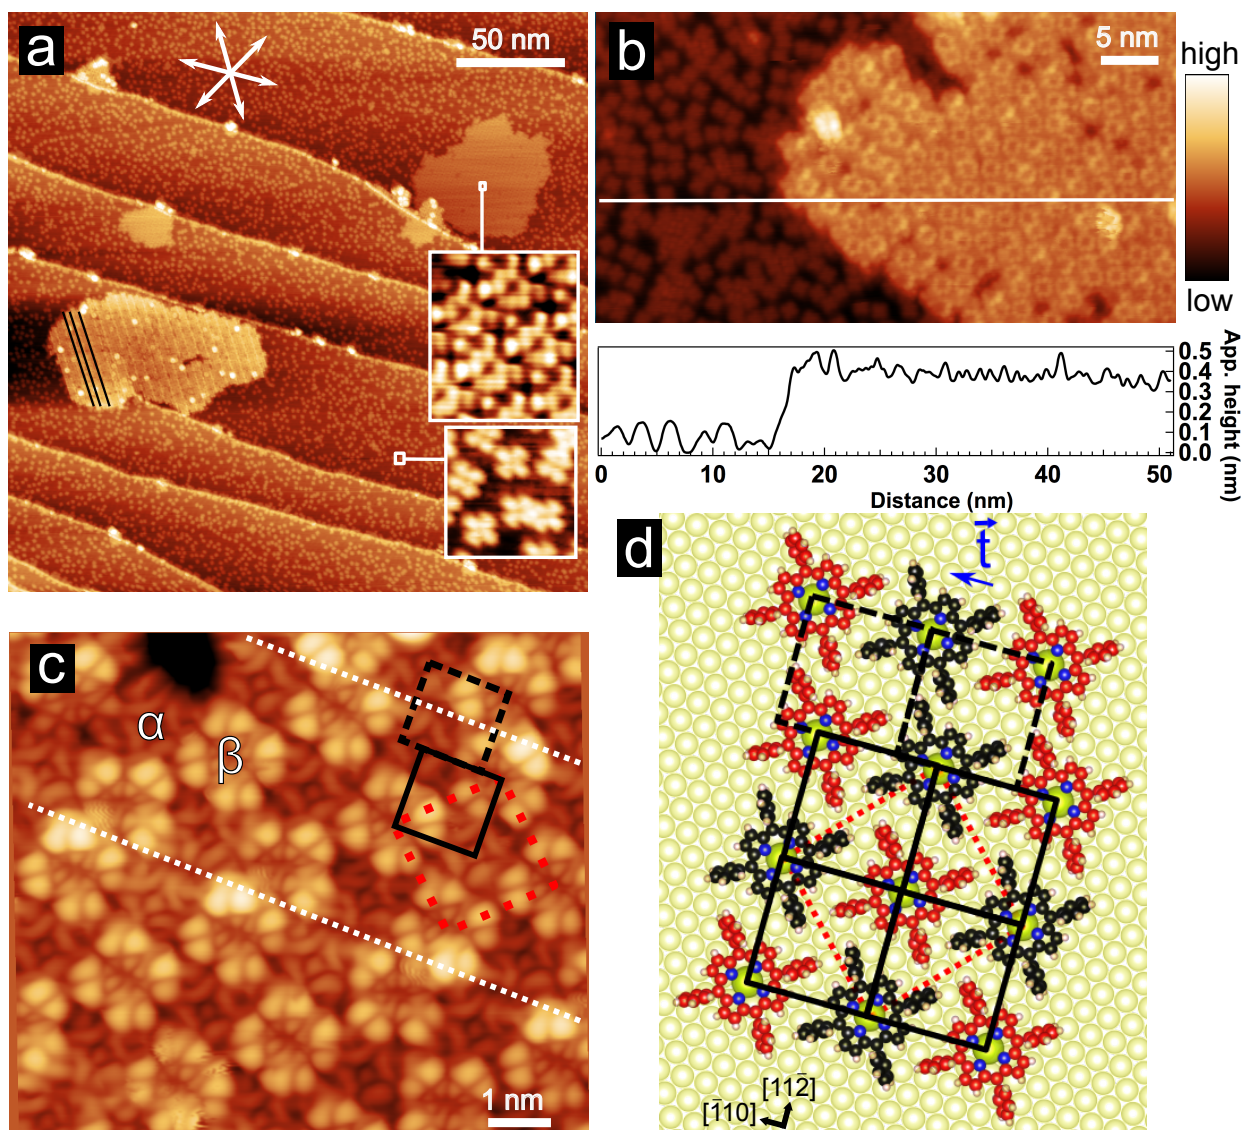 a
50 nm
b
5 nm
high
low
0.5
0.4
0.3
0.2
0.1
0.0
App. height (nm)
0 10 20 30 40 50
Distance (nm)
c
α
β
1 nm
d
t⃗
[1̄10]
[112̄]